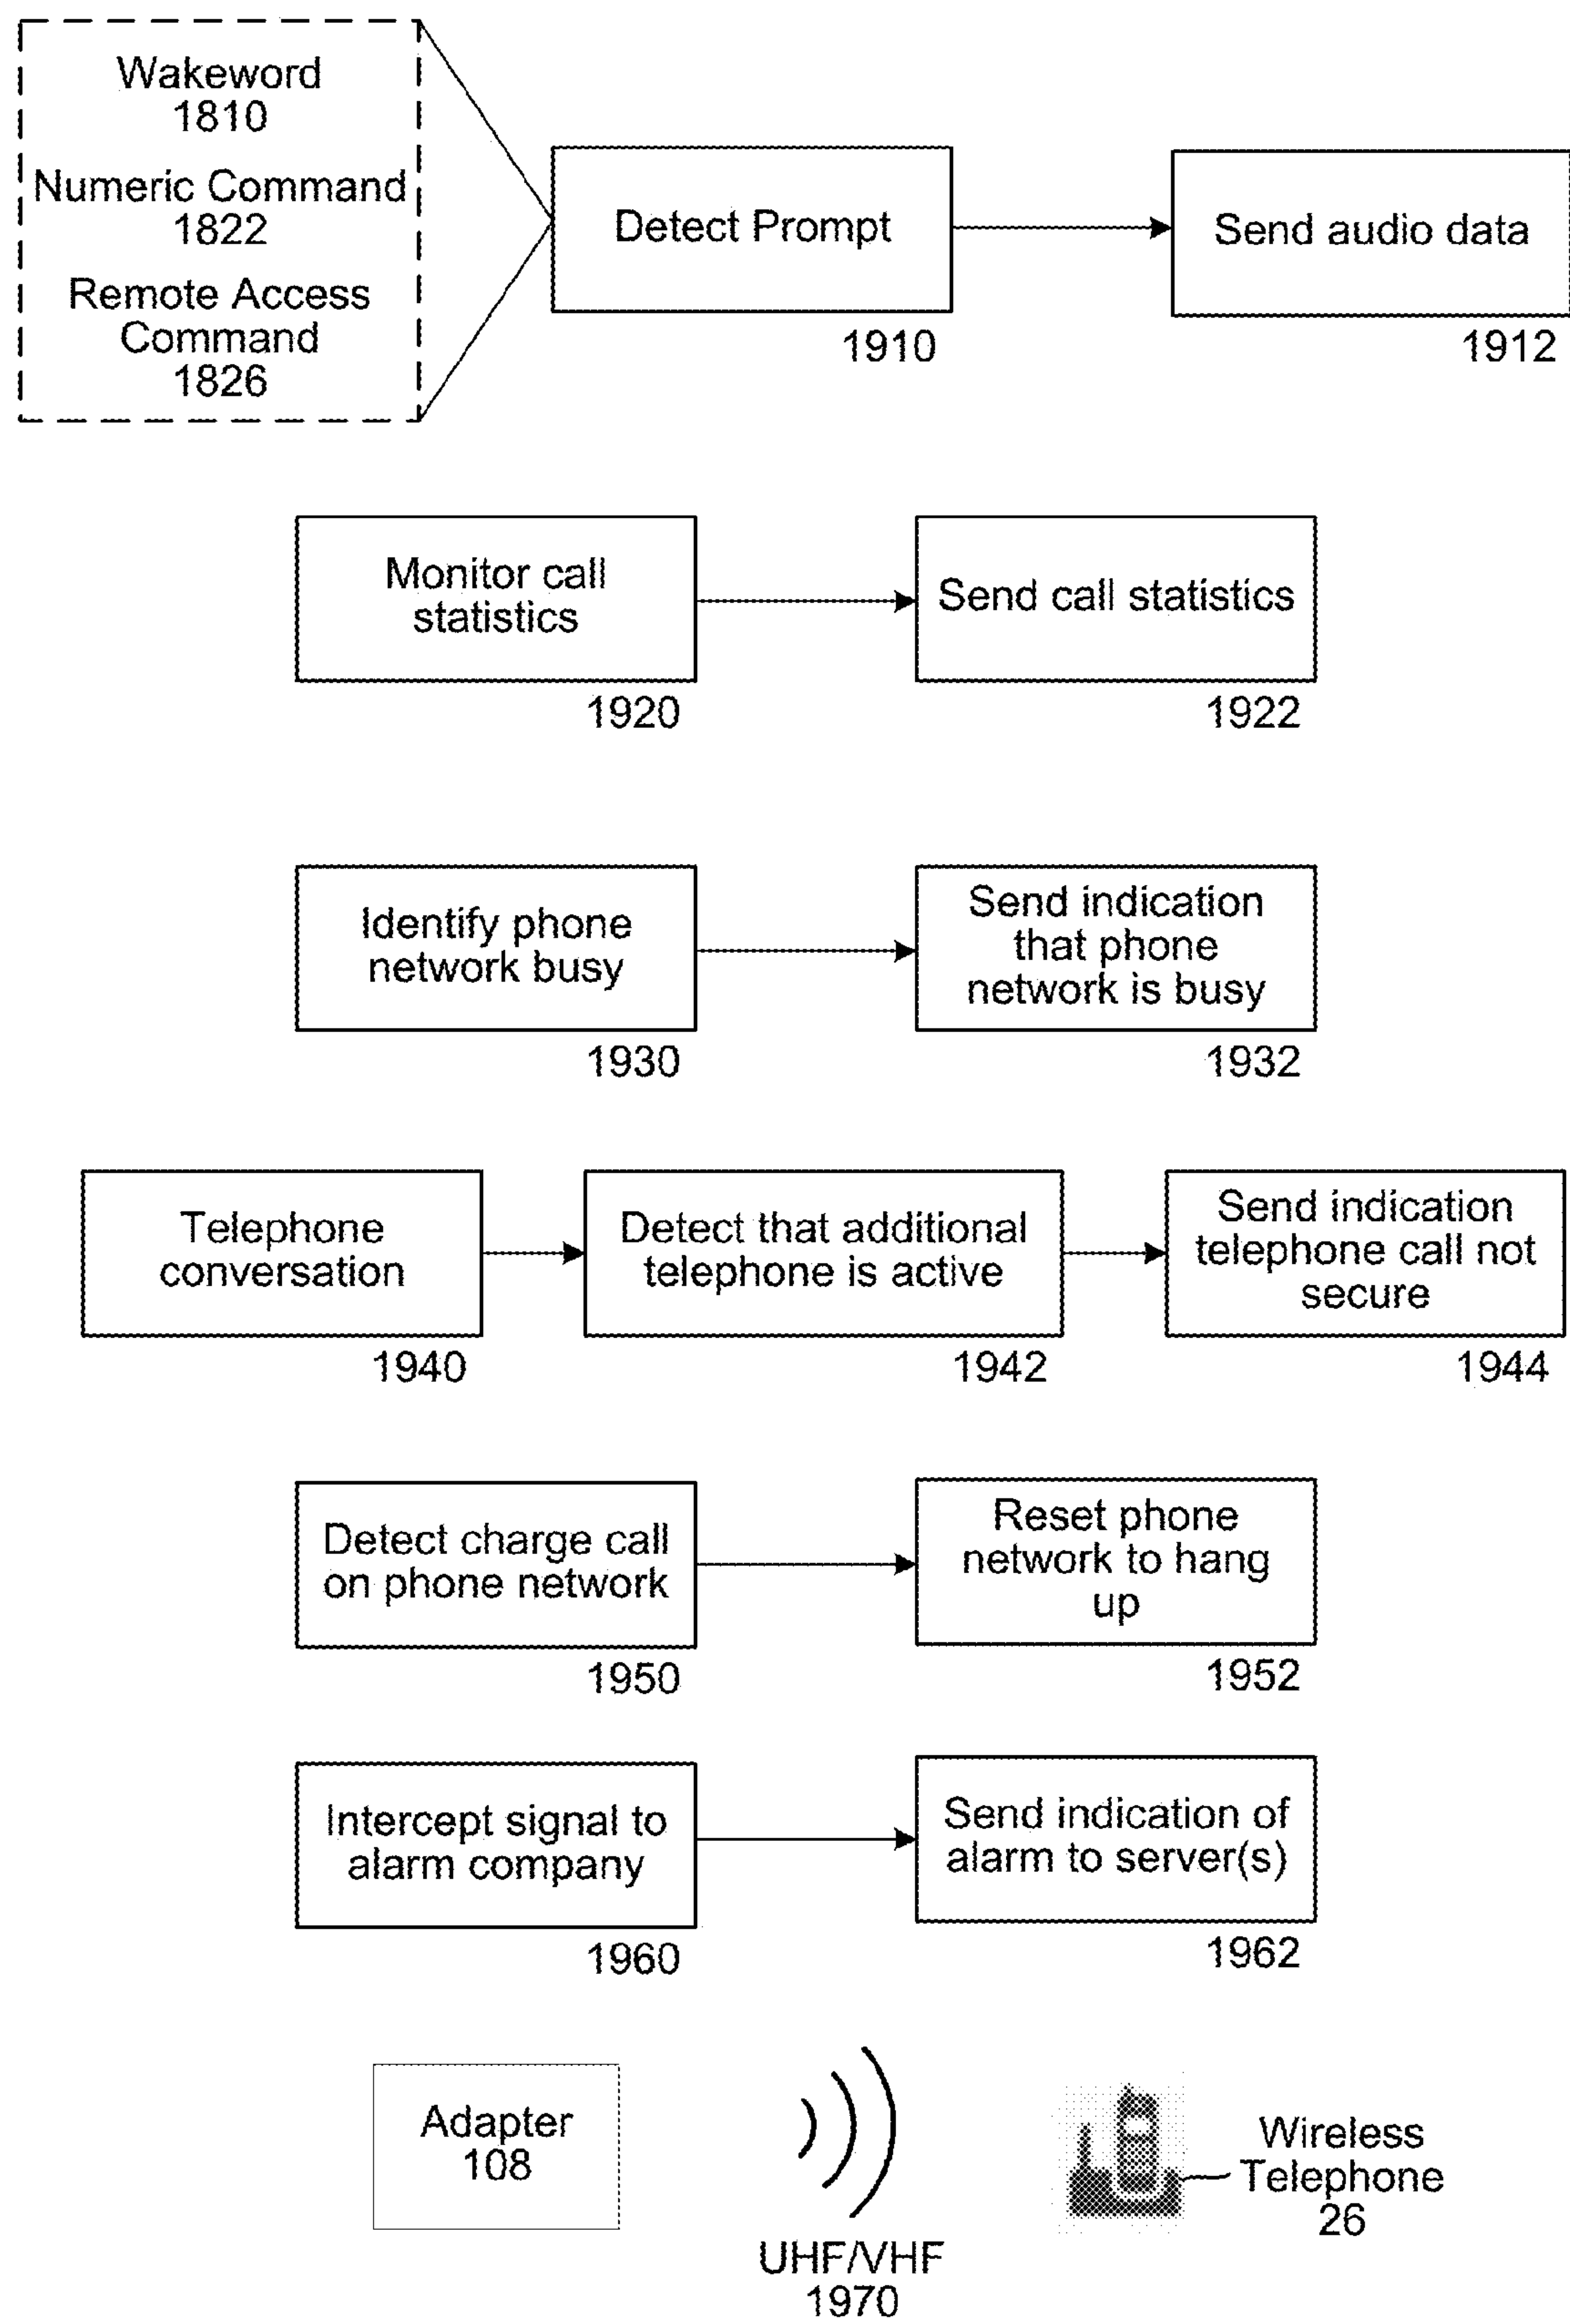 Wakeword
1810
Numeric Command
1822
Remote Access
Command
1826
Detect Prompt
1910
Send audio data
1912
Monitor call
statistics
1920
Send call statistics
1922
Identify phone
network busy
1930
Send indication
that phone
network is busy
1932
Telephone
conversation
1940
Detect that additional
telephone is active
1942
Send indication
telephone call not
secure
1944
Detect charge call
on phone network
1950
Reset phone
network to hang
up
1952
Intercept signal to
alarm company
1960
Send indication of
alarm to server(s)
1962
Adapter
108
UHF/VHF
1970
Wireless
Telephone
26